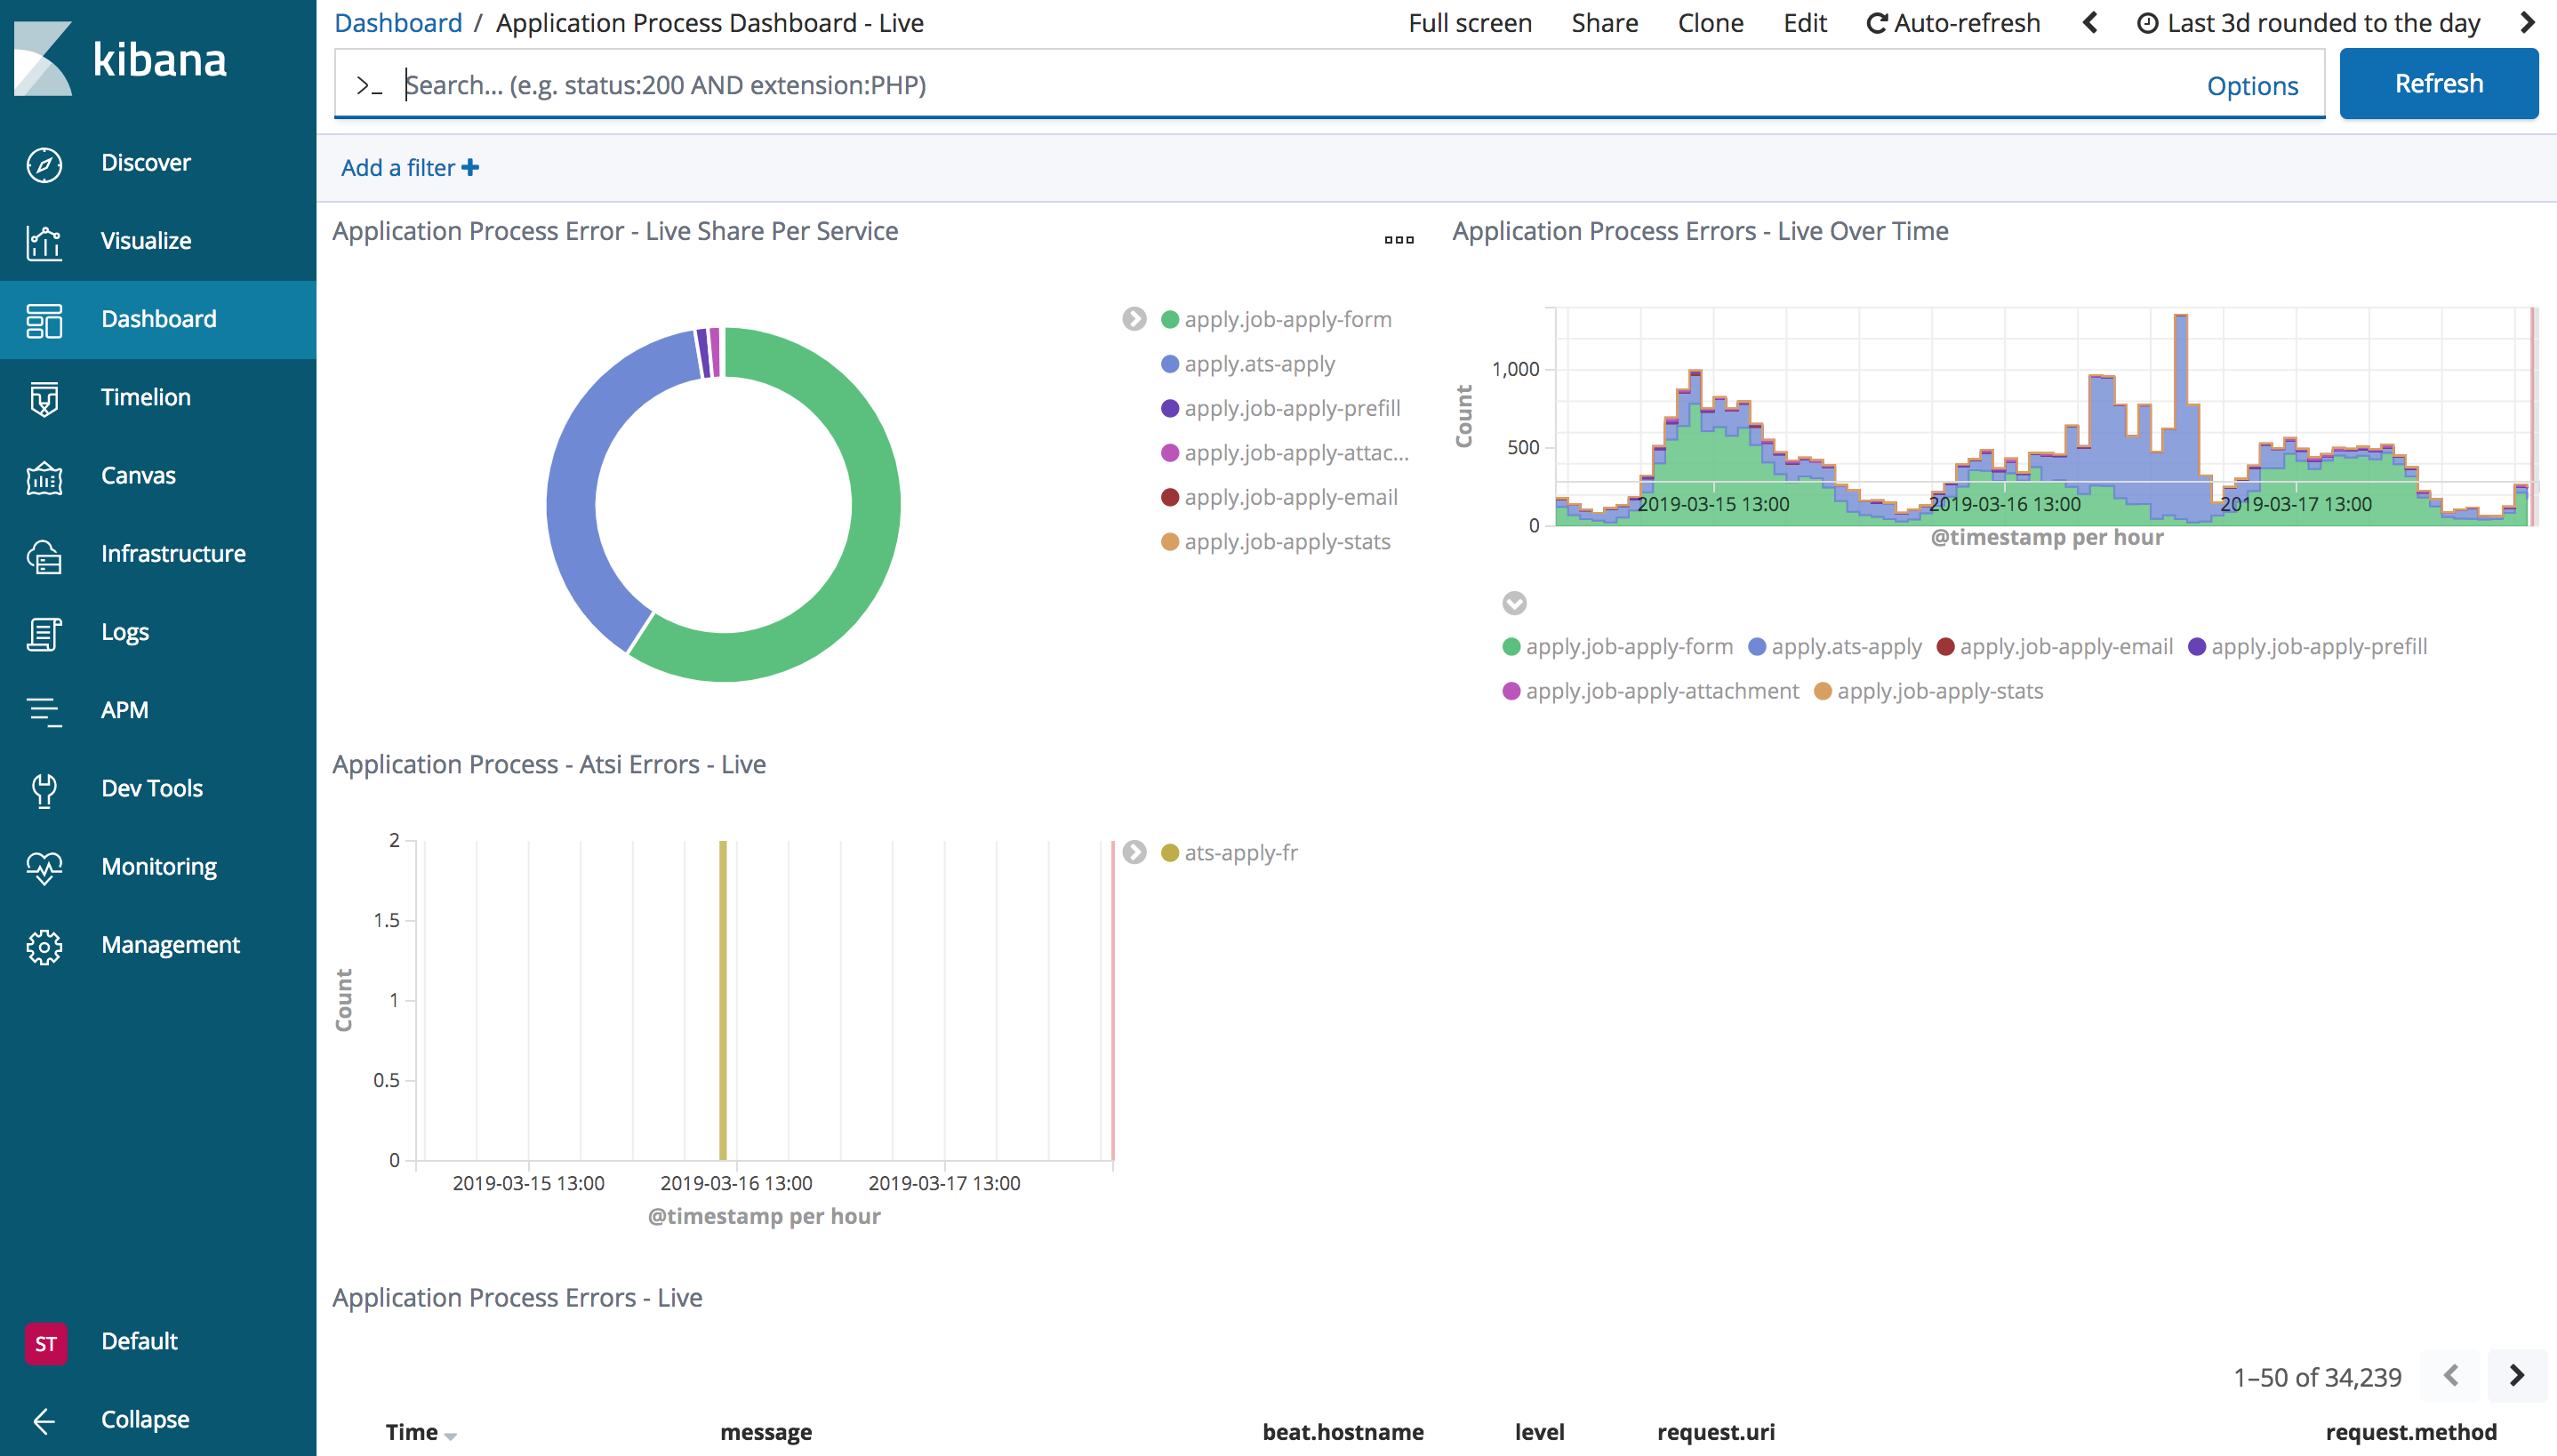 kibana
Discover
Visualize
Dashboard
Timelion
Canvas
Infrastructure
Logs
APM
Dev Tools
Monitoring
Management
ST Default
Collapse
Dashboard / Application Process Dashboard - Live
Full screen Share Clone Edit Auto-refresh Last 3d rounded to the day
>_ Search... (e.g. status:200 AND extension:PHP) Options Refresh
Add a filter +
Application Process Error - Live Share Per Service
apply.job-apply-form
apply.ats-apply
apply.job-apply-prefill
apply.job-apply-attac...
apply.job-apply-email
apply.job-apply-stats
Application Process Errors - Live Over Time
Count
1,000
500
0
2019-03-15 13:00 2019-03-16 13:00 2019-03-17 13:00
@timestamp per hour
apply.job-apply-form apply.ats-apply apply.job-apply-email apply.job-apply-prefill
apply.job-apply-attachment apply.job-apply-stats
Application Process - Atsi Errors - Live
Count
2
1.5
1
0.5
0
2019-03-15 13:00 2019-03-16 13:00 2019-03-17 13:00
@timestamp per hour
ats-apply-fr
Application Process Errors - Live
1–50 of 34,239
Time message beat.hostname level request.uri request.method